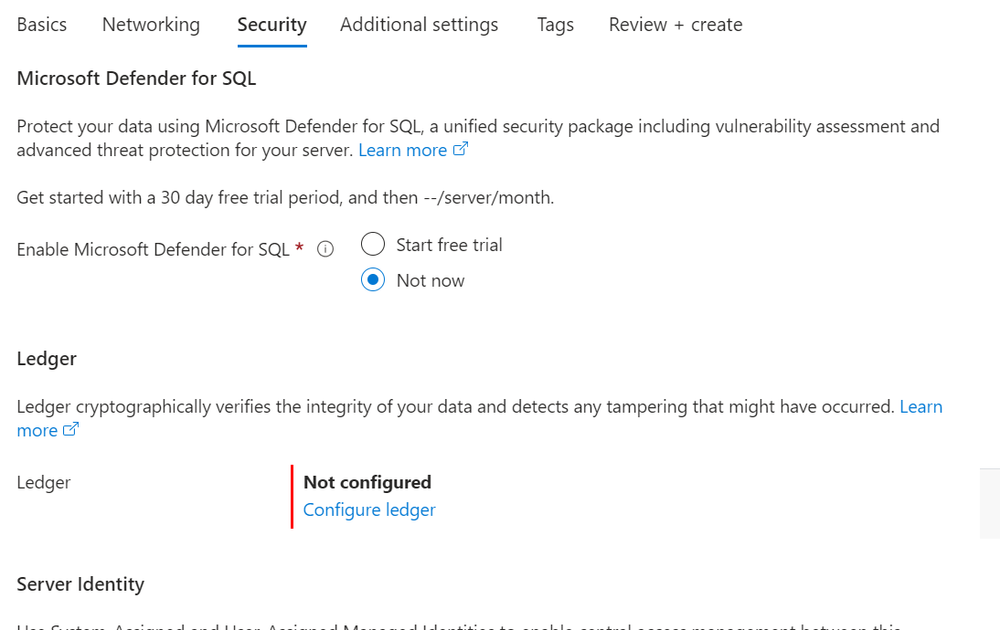 Basics Networking Security Additional settings Tags Review + create
Microsoft Defender for SQL
Protect your data using Microsoft Defender for SQL, a unified security package including vulnerability assessment and
advanced threat protection for your server. Learn more
Get started with a 30 day free trial period, and then --/server/month.
Enable Microsoft Defender for SQL *
Start free trial
Not now
Ledger
Ledger cryptographically verifies the integrity of your data and detects any tampering that might have occurred. Learn
more
Ledger
Not configured
Configure ledger
Server Identity
Use System-Assigned and User-Assigned Managed Identities to enable central access management between this